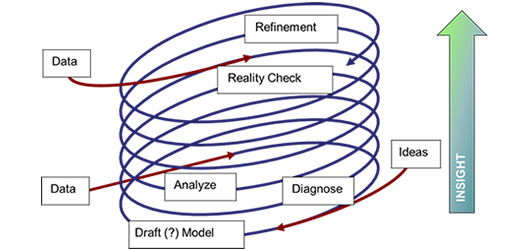 Refinement
Data
Reality Check
Ideas
Data
Analyze
Diagnose
Draft (?) Model
INSIGHT